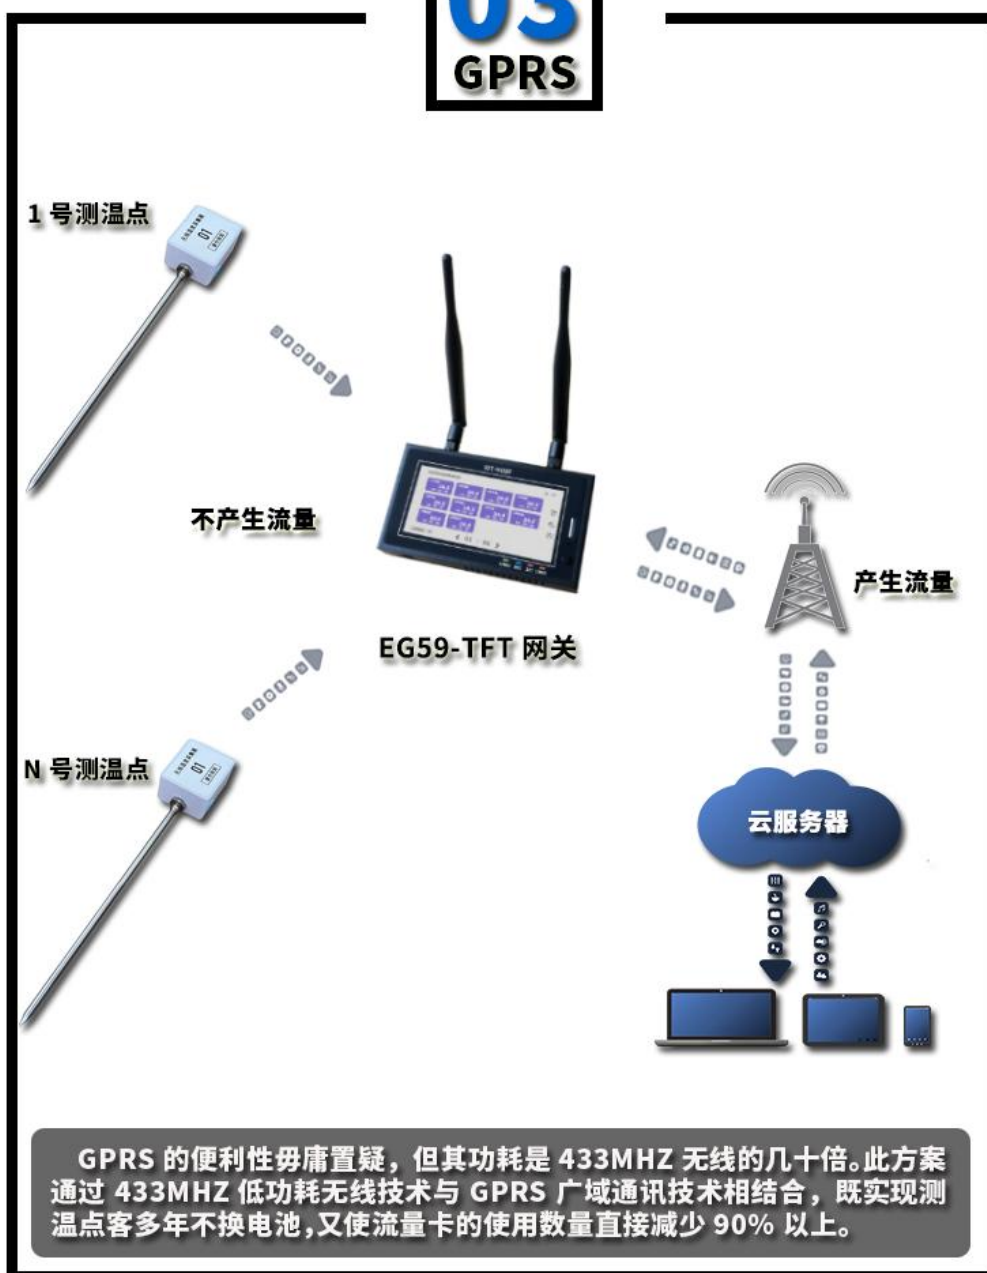 03
GPRS
1 号测温点
01
不产生流量
产生流量
EG59-TFT 网关
N 号测温点
01
云服务器
GPRS 的便利性毋庸置疑，但其功耗是 433MHZ 无线的几十倍。此方案
通过 433MHZ 低功耗无线技术与 GPRS 广域通讯技术相结合，既实现测
温点客多年不换电池,又使流量卡的使用数量直接减少 90% 以上。